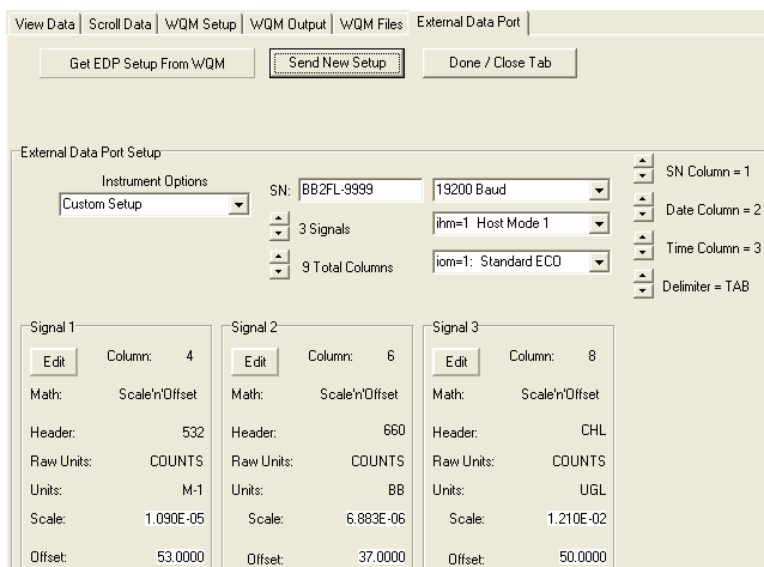 View Data Scroll Data WQM Setup WQM Output WQM Files External Data Port
Get EDP Setup From WQM Send New Setup Done / Close Tab
External Data Port Setup
Instrument Options
Custom Setup
SN: BB2FL-9999
3 Signals
9 Total Columns
19200 Baud
ihm=1 Host Mode 1
iom=1: Standard ECO
SN Column = 1
Date Column = 2
Time Column = 3
Delimiter = TAB
Signal 1
Edit Column: 4
Math: Scale'n'Offset
Header: 532
Raw Units: COUNTS
Units: M-1
Scale: 1.090E-05
Offset: 53.0000
Signal 2
Edit Column: 6
Math: Scale'n'Offset
Header: 660
Raw Units: COUNTS
Units: BB
Scale: 6.883E-06
Offset: 37.0000
Signal 3
Edit Column: 8
Math: Scale'n'Offset
Header: CHL
Raw Units: COUNTS
Units: UGL
Scale: 1.210E-02
Offset: 50.0000